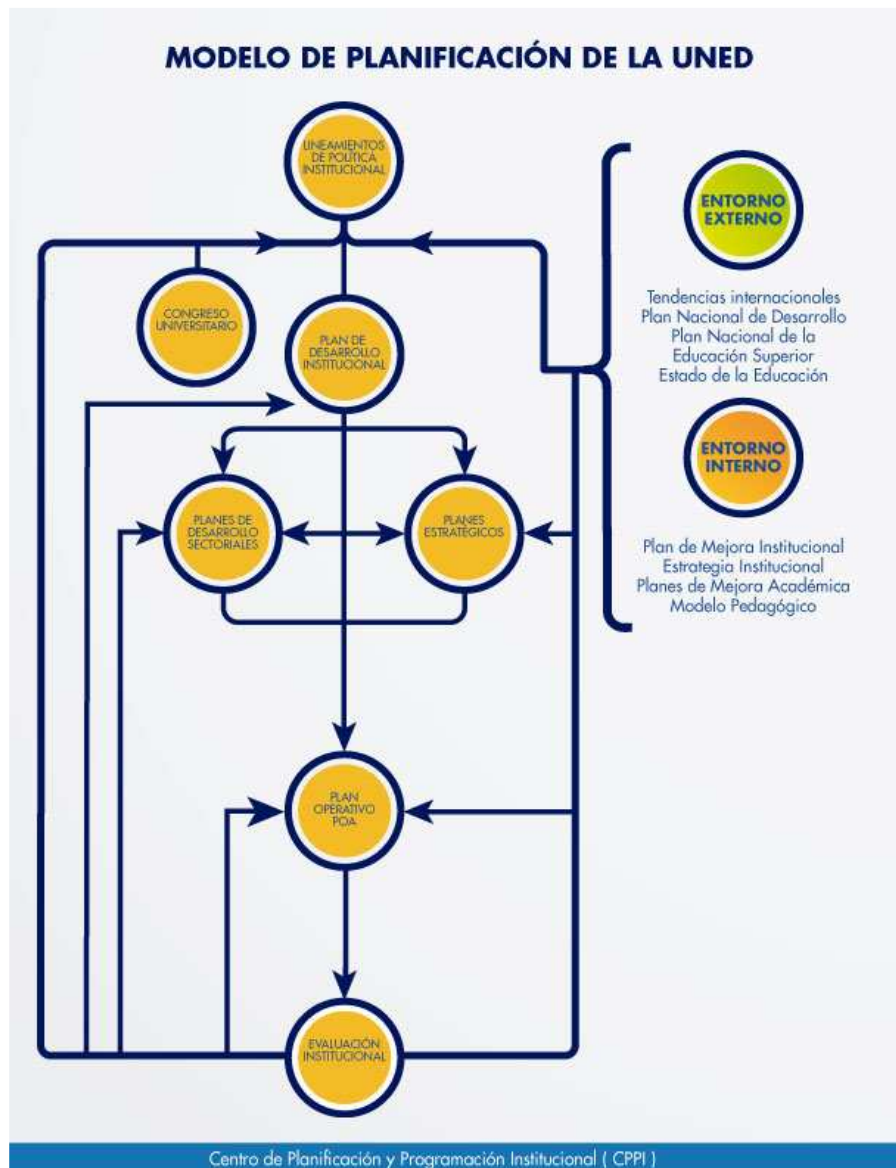 MODELO DE PLANIFICACIÓN DE LA UNED
LINEAMIENTOS
DE POLÍTICA
INSTITUCIONAL
ENTORNO
EXTERNO
CONGRESO
UNIVERSITARIO
PLAN DE
DESARROLLO
INSTITUCIONAL
Tendencias internacionales
Plan Nacional de Desarrollo
Plan Nacional de la
Educación Superior
Estado de la Educación
ENTORNO
INTERNO
PLANES DE
DESARROLLO
SECTORIALES
PLANES
ESTRATÉGICOS
Plan de Mejora Institucional
Estrategia Institucional
Planes de Mejora Académica
Modelo Pedagógico
PLAN
OPERATIVO
POA
EVALUACIÓN
INSTITUCIONAL
Centro de Planificación y Programación Institucional ( CPPI )